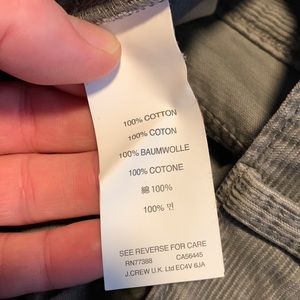 100% COTTON
100% COTON
100% BAUMWOLLE
100% COTONE
綿 100%
100% 면
SEE REVERSE FOR CARE
RN77388 CA56445
J.CREW U.K. Ltd EC4V 6JA